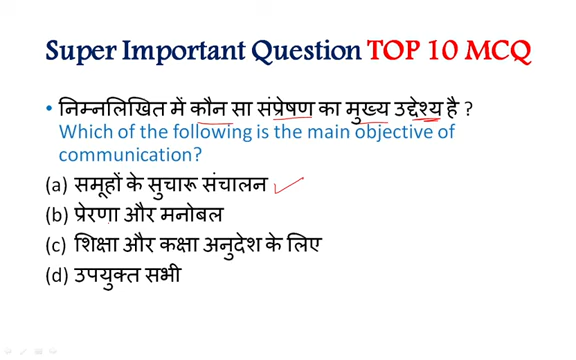 Super Important Question TOP 10 MCQ
• निम्नलिखित में कौन सा संप्रेषण का मुख्य उद्देश्य है ?
Which of the following is the main objective of
communication?
(a) समूहों के सुचारू संचालन
(b) प्रेरणा और मनोबल
(c) शिक्षा और कक्षा अनुदेश के लिए
(d) उपयुक्त सभी